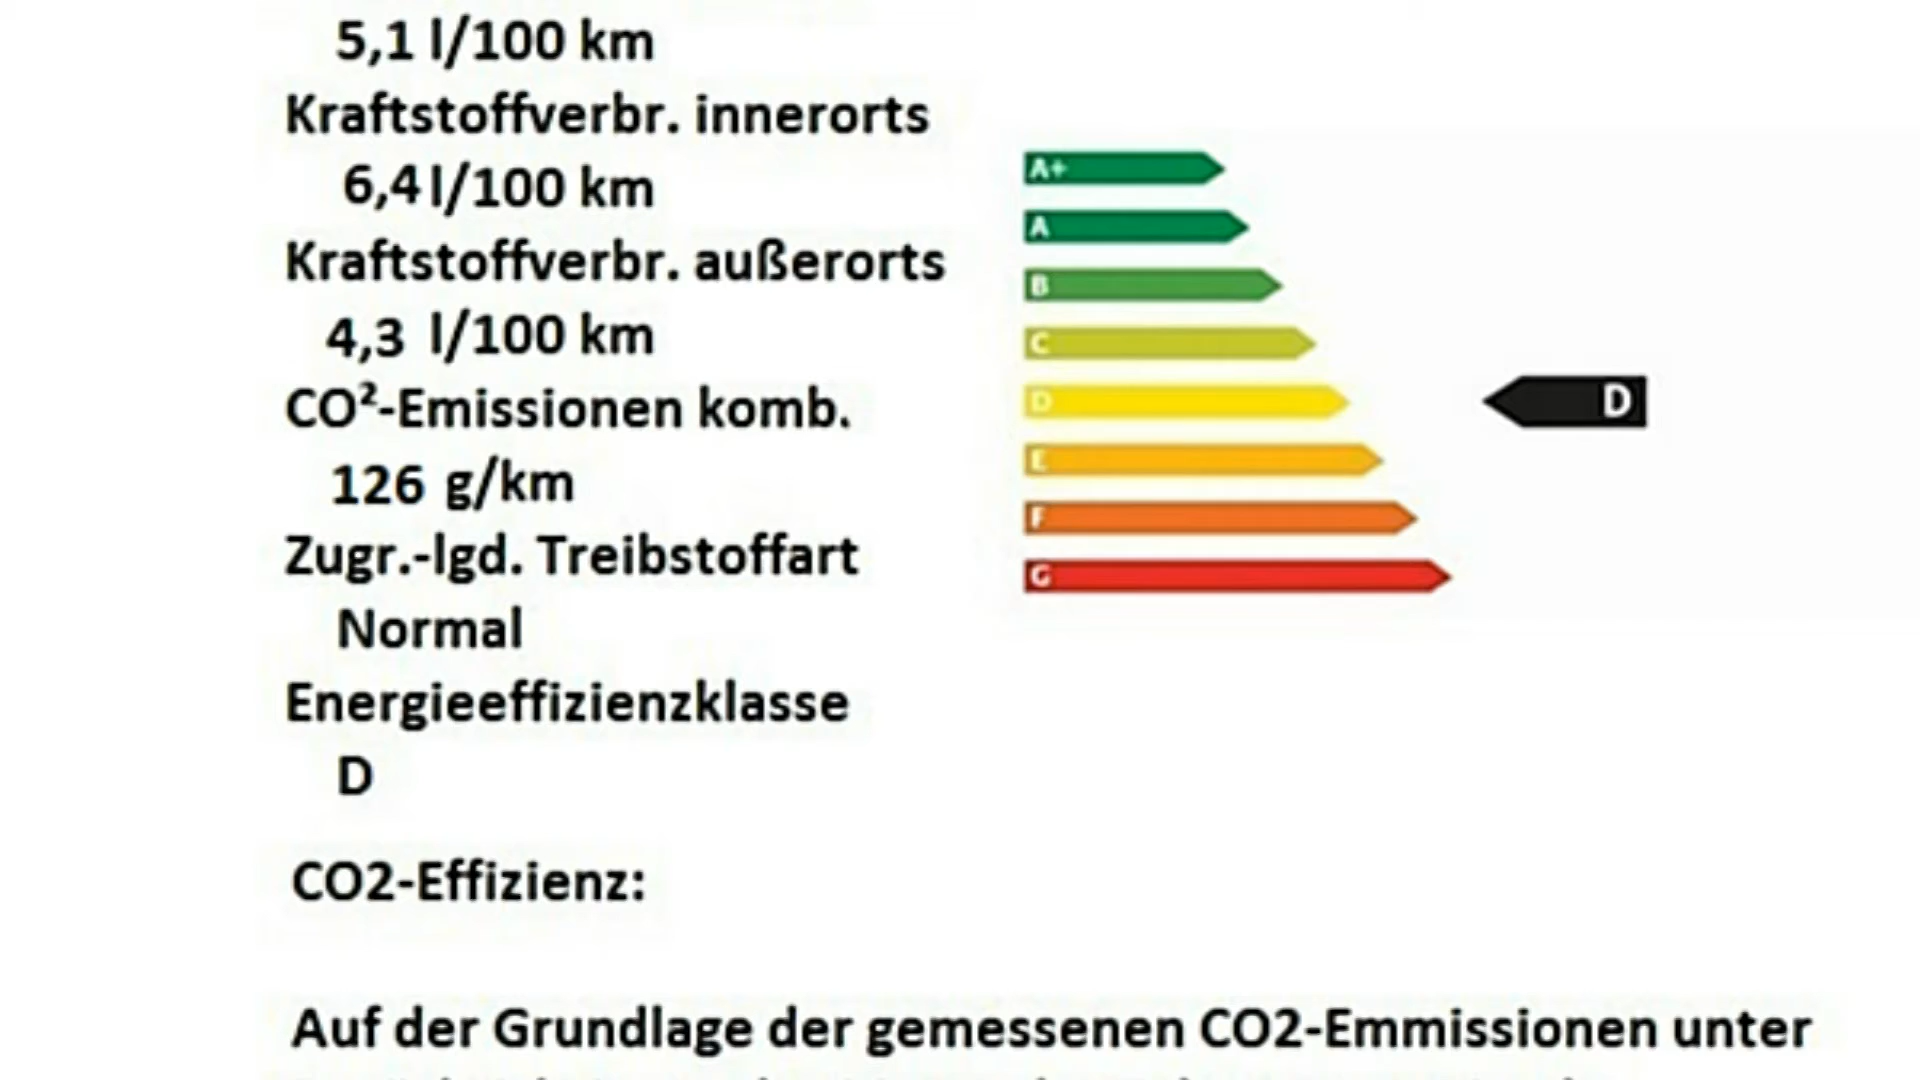 5,1 l/100 km
Kraftstoffverbr. innerorts
6,4 l/100 km
Kraftstoffverbr. außerorts
4,3 l/100 km
CO²-Emissionen komb.
126 g/km
Zugr.-lgd. Treibstoffart
Normal
Energieeffizienzklasse
D
A+
A
B
C
D
D
E
F
G
CO2-Effizienz:
Auf der Grundlage der gemessenen CO2-Emmissionen unter